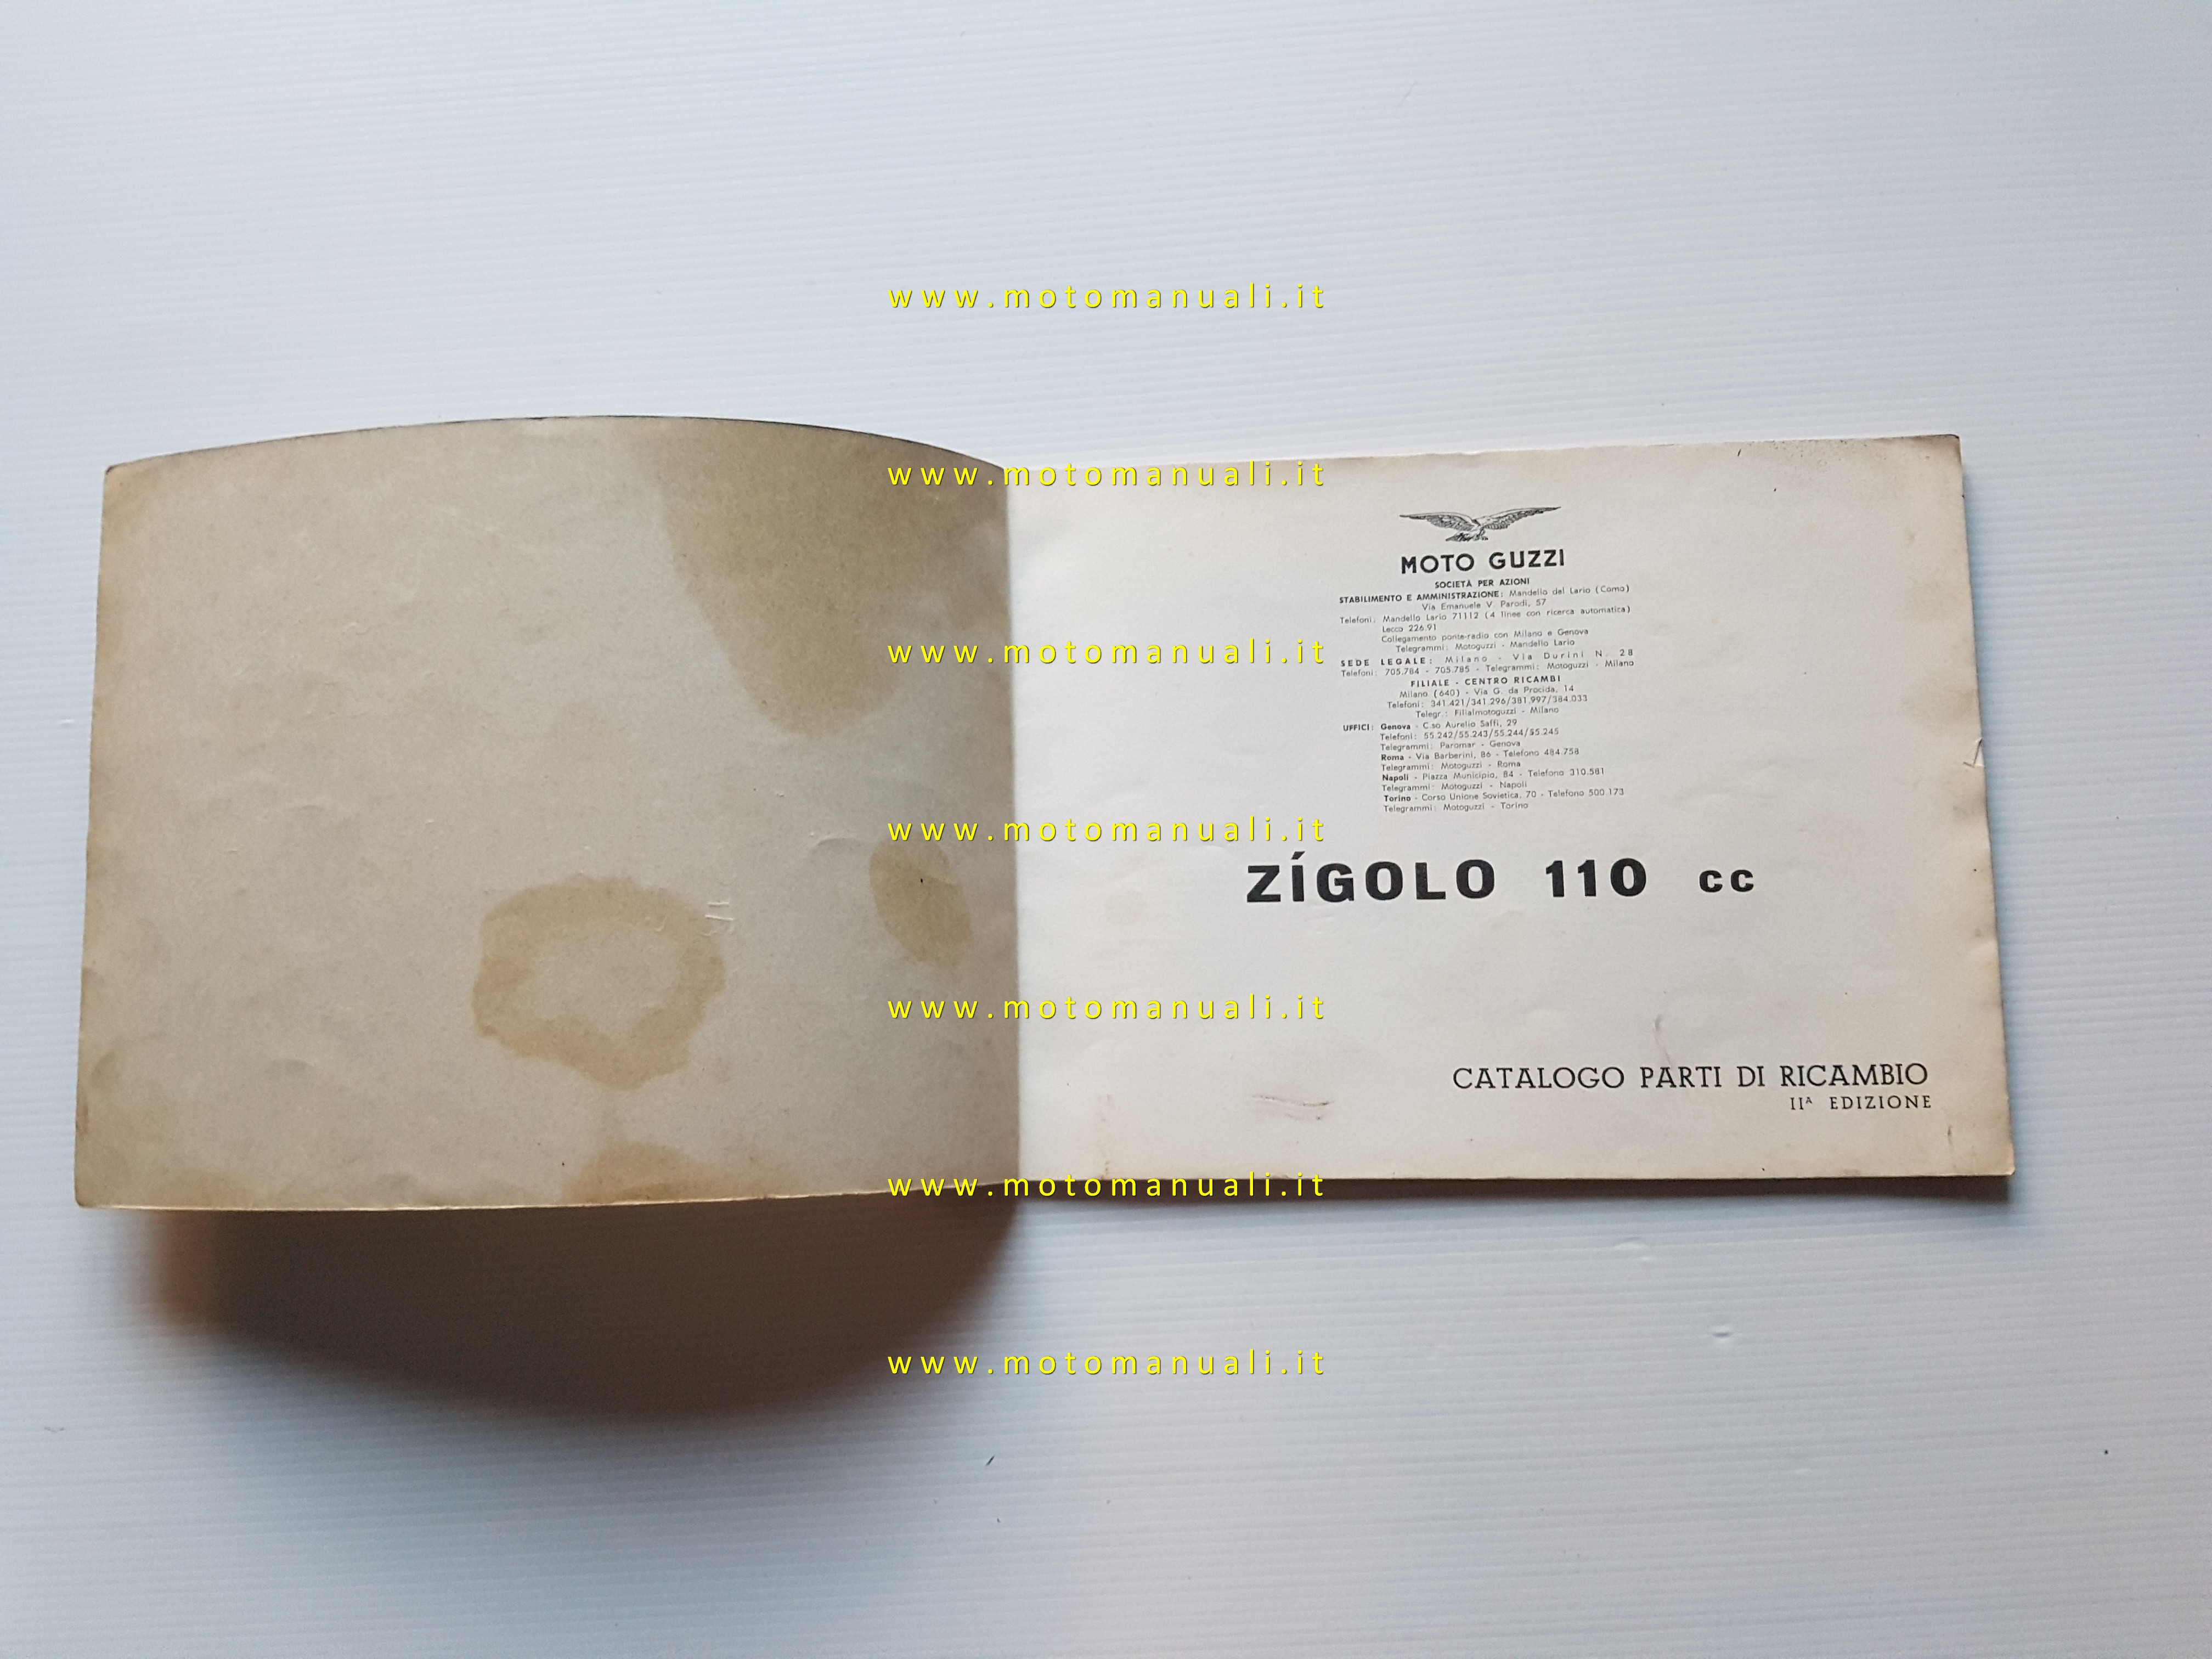 www.motomanuali.it
www.motomanuali.it
MOTO GUZZI
SOCIETÀ PER AZIONI
STABILIMENTO E AMMINISTRAZIONE: Mandello del Lario (Como)
Via Emanuele V. Parodi, 57
Telefoni: Mandello Lario 71112 (4 linee con ricerca automatica)
Lecco 226.91
Collegamento ponte-radio con Milano e Genova
Telegrammi: Motoguzzi - Mandello Lario
www.motomanuali.it
SEDE LEGALE: Milano - Via Durini N. 28
Telefoni: 705.784 - 705.785 - Telegrammi: Motoguzzi - Milano
FILIALE - CENTRO RICAMBI
Milano (640) - Via G. da Procida, 14
Telefoni: 341.421/341.296/381.997/384.033
Telegr.: Filialmotoguzzi - Milano
UFFICI: Genova - C.so Aurelio Saffi, 29
Telefoni: 55.242/55.243/55.244/55.245
Telegrammi: Paromar - Genova
Roma - Via Barberini, 86 - Telefono 484.758
Telegrammi: Motoguzzi - Roma
Napoli - Piazza Municipio, 84 - Telefono 310.581
Telegrammi: Motoguzzi - Napoli
Torino - Corso Unione Sovietica, 70 - Telefono 500.173
Telegrammi: Motoguzzi - Torino
www.motomanuali.it
ZÍGOLO 110 cc
www.motomanuali.it
CATALOGO PARTI DI RICAMBIO
IIᴬ EDIZIONE
www.motomanuali.it
www.motomanuali.it